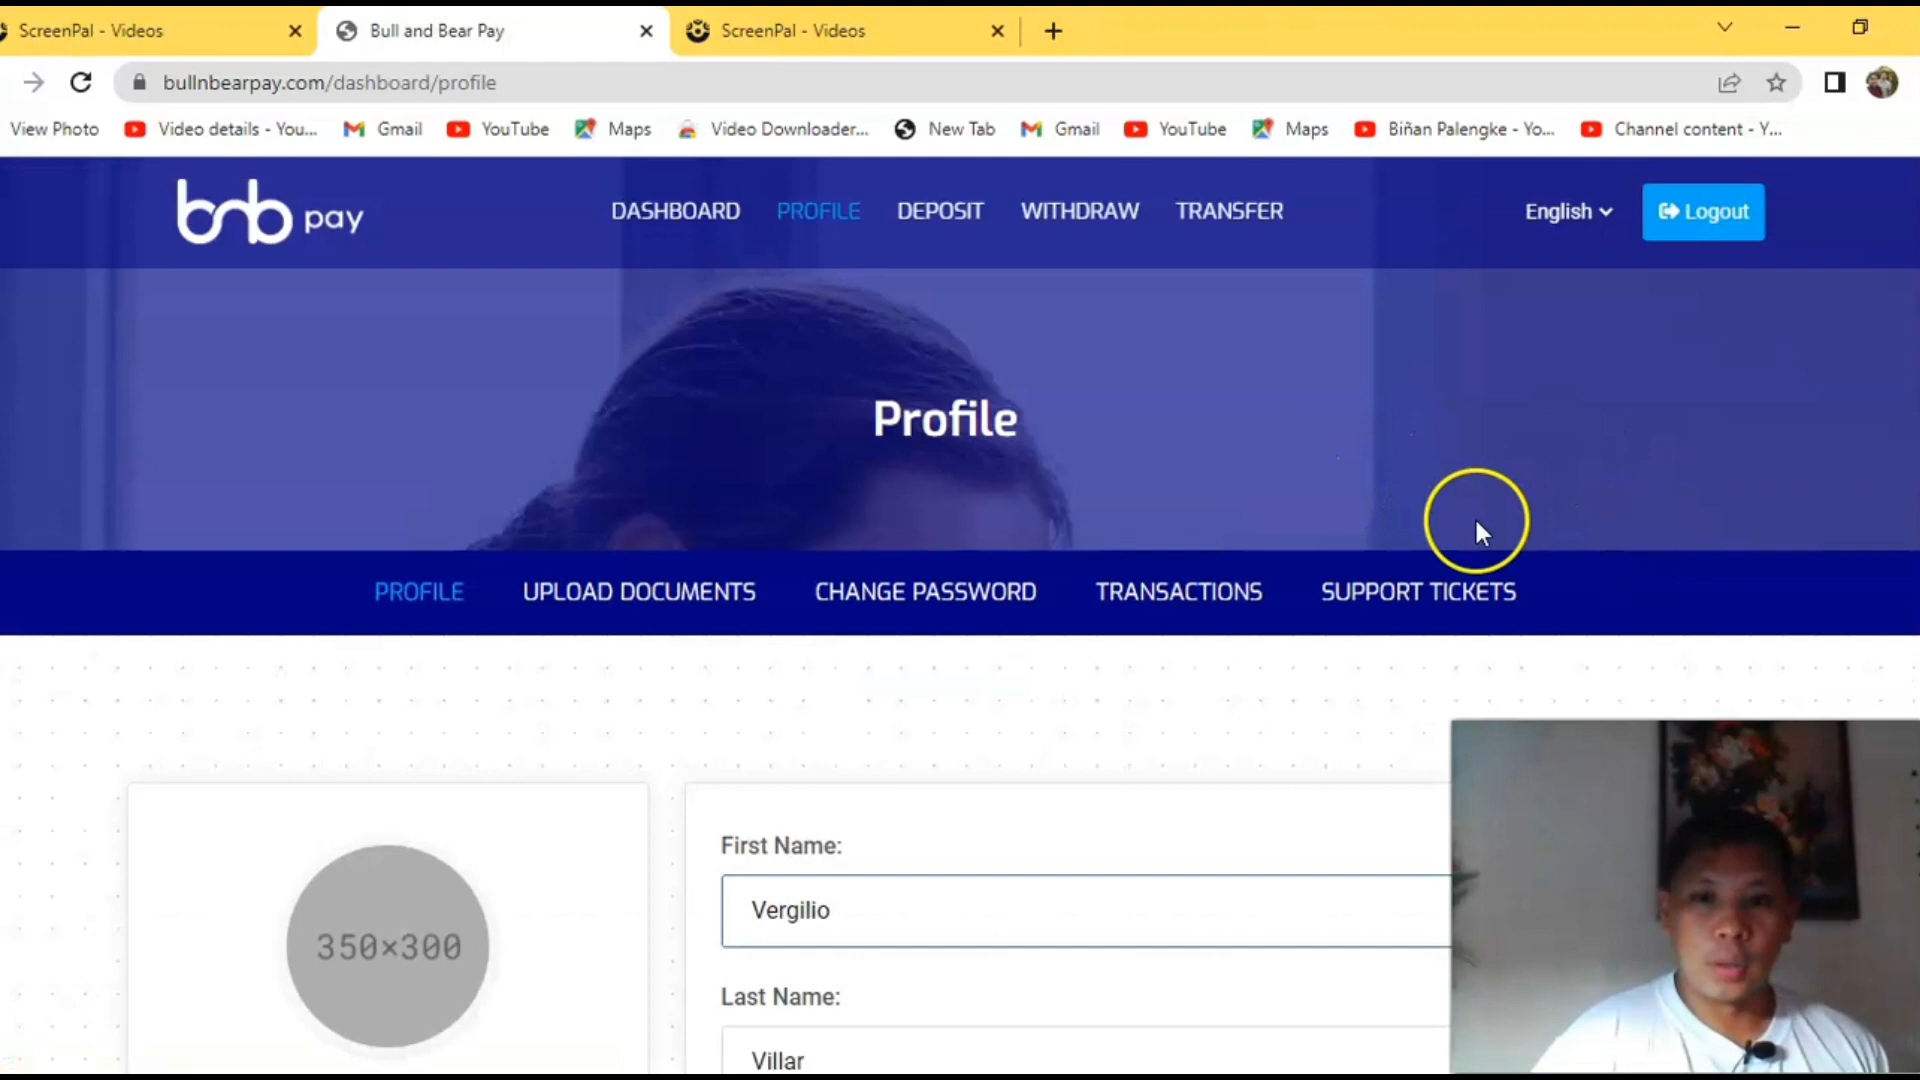 ScreenPal - Videos
Bull and Bear Pay
ScreenPal - Videos
bullnbearpay.com/dashboard/profile
View Photo
Video details - You...
Gmail
YouTube
Maps
Video Downloader...
New Tab
Gmail
YouTube
Maps
Biñan Palengke - Yo...
Channel content - Y...
bnb pay
DASHBOARD
PROFILE
DEPOSIT
WITHDRAW
TRANSFER
English
Logout
Profile
PROFILE
UPLOAD DOCUMENTS
CHANGE PASSWORD
TRANSACTIONS
SUPPORT TICKETS
350×300
First Name:
Vergilio
Last Name:
Villar